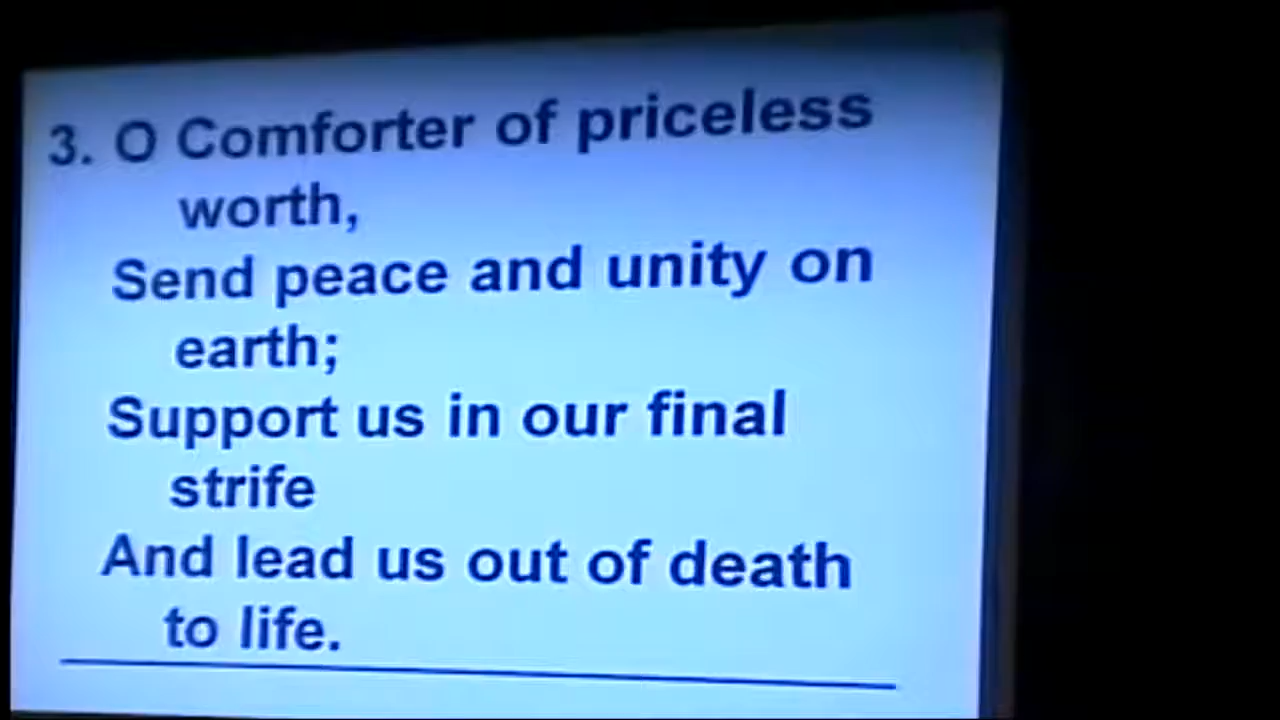 3. O Comforter of priceless
worth,
Send peace and unity on
earth;
Support us in our final
strife
And lead us out of death
to life.